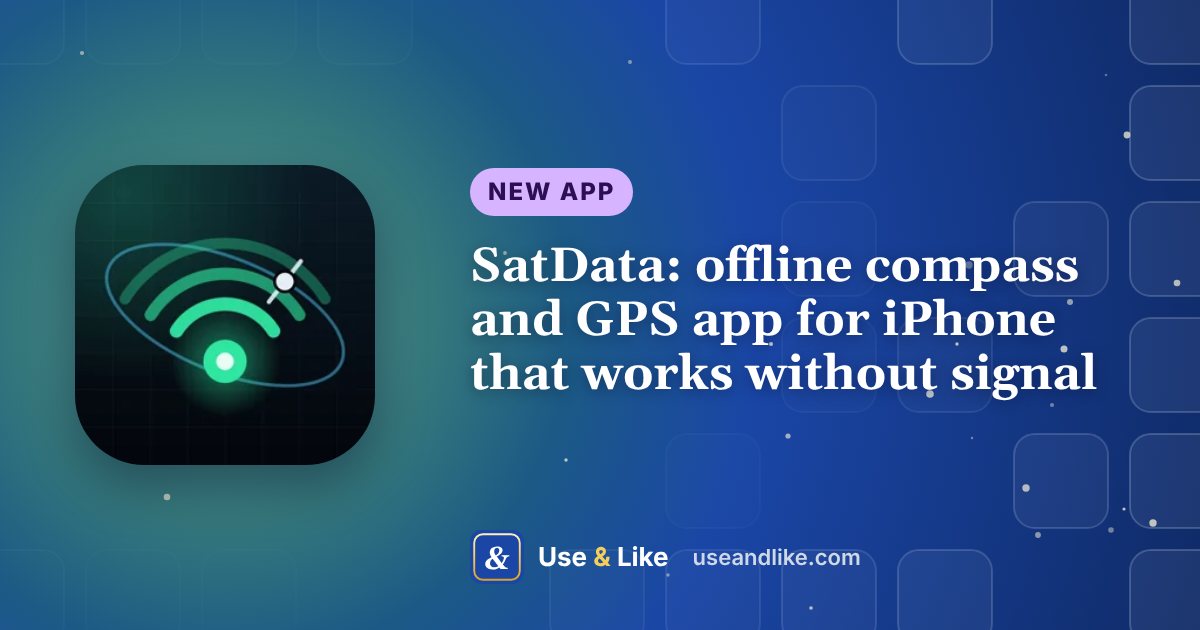 NEW APP
SatData: offline compass
and GPS app for iPhone
that works without signal
& Use & Like useandlike.com